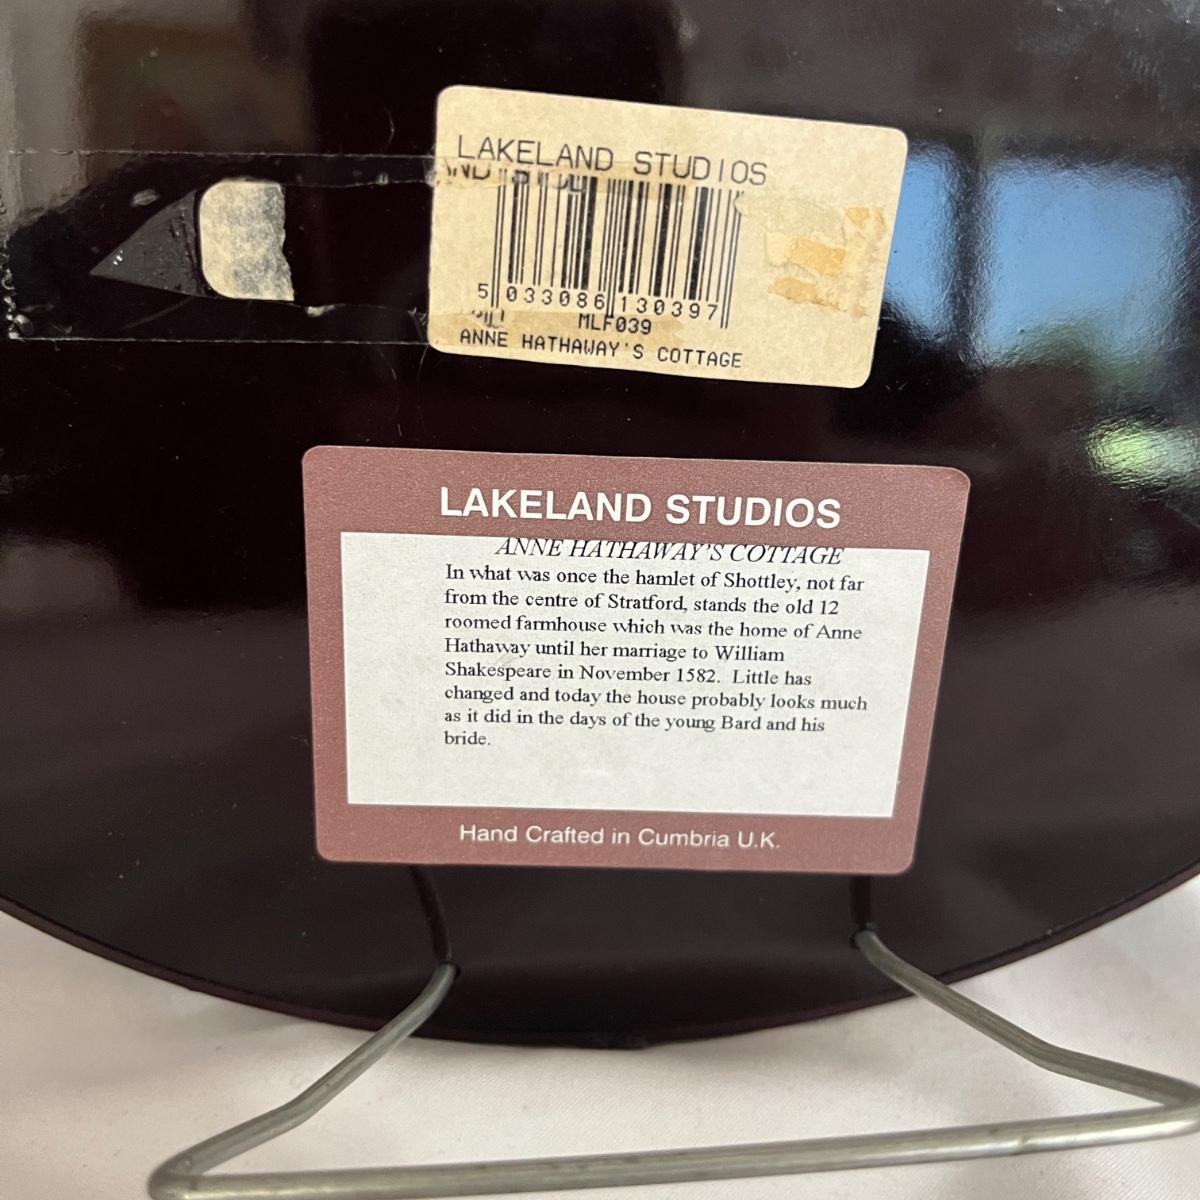 LAKELAND STUDIOS
5 033086 130397
MLF039
ANNE HATHAWAY'S COTTAGE
LAKELAND STUDIOS
ANNE HATHAWAY'S COTTAGE
In what was once the hamlet of Shottley, not far
from the centre of Stratford, stands the old 12
roomed farmhouse which was the home of Anne
Hathaway until her marriage to William
Shakespeare in November 1582. Little has
changed and today the house probably looks much
as it did in the days of the young Bard and his
bride.
Hand Crafted in Cumbria U.K.